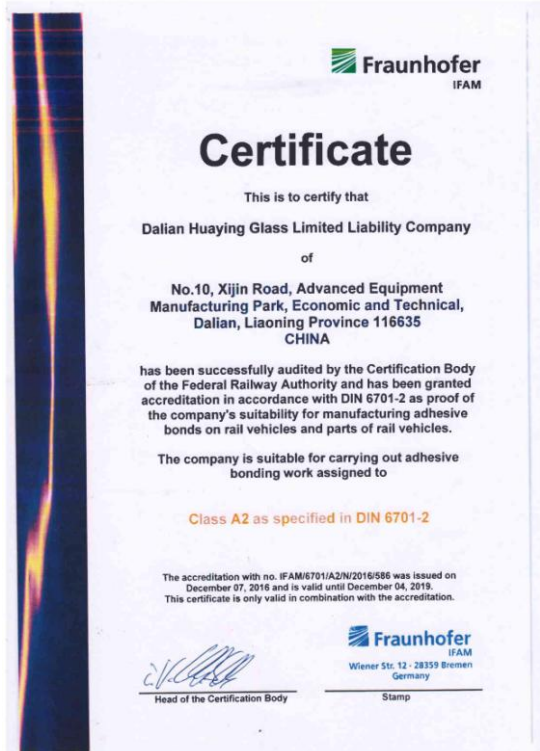 Fraunhofer
IFAM
Certificate
This is to certify that
Dalian Huaying Glass Limited Liability Company
of
No.10, Xijin Road, Advanced Equipment
Manufacturing Park, Economic and Technical,
Dalian, Liaoning Province 116635
CHINA
has been successfully audited by the Certification Body
of the Federal Railway Authority and has been granted
accreditation in accordance with DIN 6701-2 as proof of
the company's suitability for manufacturing adhesive
bonds on rail vehicles and parts of rail vehicles.
The company is suitable for carrying out adhesive
bonding work assigned to
Class A2 as specified in DIN 6701-2
The accreditation with no. IFAM/6701/A2/N/2016/586 was issued on
December 07, 2016 and is valid until December 04, 2019.
This certificate is only valid in combination with the accreditation.
Fraunhofer
IFAM
Wiener Str. 12 - 28359 Bremen
Germany
Head of the Certification Body
Stamp